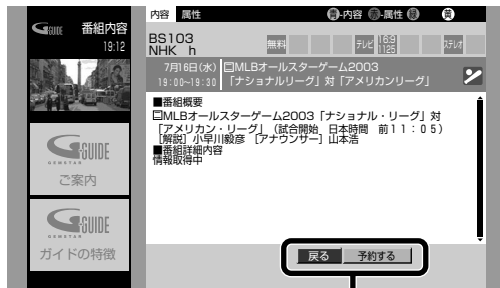 G-GUIDE
GEMSTAR
番組内容
19:12
GEMSTAR
G-GUIDE
ご案内
GEMSTAR
G-GUIDE
ガイドの特徴
内容 属性 青-内容 赤-属性 緑 黄
BS103
NHK h
無料 テレビ 16:9 1125 ステレオ
7月16日(水) 二MLBオールスターゲーム2003
19:00~19:30 「ナショナルリーグ」対「アメリカンリーグ」
■番組概要
二MLBオールスターゲーム2003「ナショナル・リーグ」対
「アメリカン・リーグ」(試合開始 日本時間 前11:05)
[解説]小早川毅彦 [アナウンサー]山本浩
■番組詳細内容
情報取得中
戻る 予約する